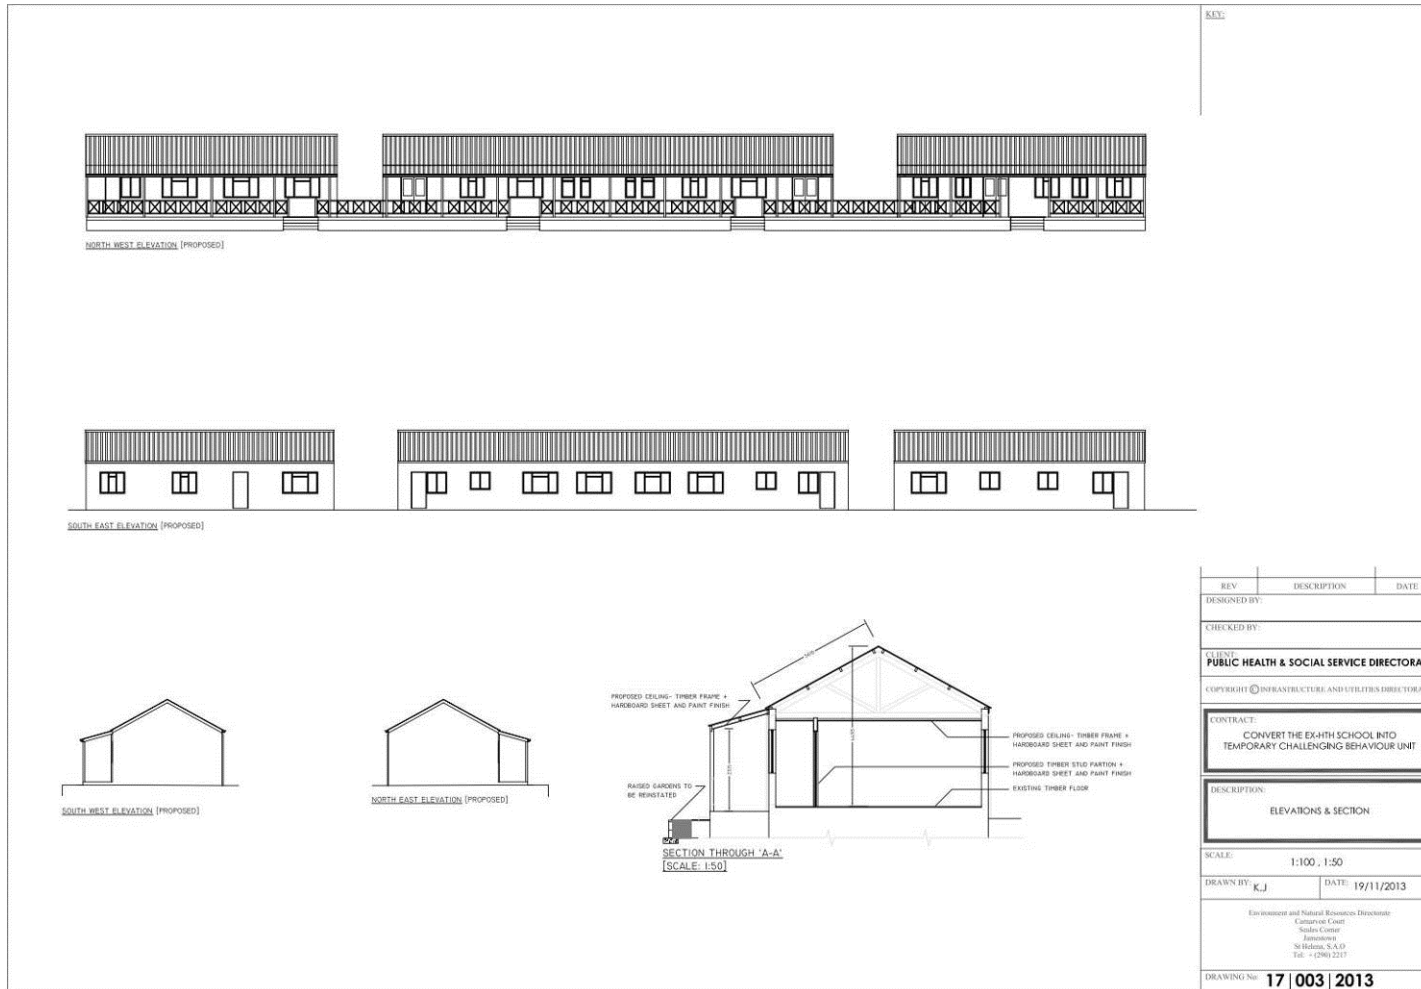 KEY:
NORTH WEST ELEVATION [PROPOSED]
SOUTH EAST ELEVATION [PROPOSED]
SOUTH WEST ELEVATION [PROPOSED]
NORTH EAST ELEVATION [PROPOSED]
PROPOSED CEILING- TIMBER FRAME +
HARDBOARD SHEET AND PAINT FINISH
RAISED GARDENS TO
BE REINSTATED
PROPOSED CEILING- TIMBER FRAME +
HARDBOARD SHEET AND PAINT FINISH
PROPOSED TIMBER STUD PARTION +
HARDBOARD SHEET AND PAINT FINISH
EXISTING TIMBER FLOOR
SECTION THROUGH 'A-A'
[SCALE: 1:50]
REV DESCRIPTION DATE
DESIGNED BY:
CHECKED BY:
CLIENT:
PUBLIC HEALTH & SOCIAL SERVICE DIRECTORA
COPYRIGHT © INFRASTRUCTURE AND UTILITIES DIRECTORA
CONTRACT:
CONVERT THE EX-HTH SCHOOL INTO
TEMPORARY CHALLENGING BEHAVIOUR UNIT
DESCRIPTION:
ELEVATIONS & SECTION
SCALE: 1:100 , 1:50
DRAWN BY: K.J DATE: 19/11/2013
Environment and Natural Resources Directorate
Court
Corner
Jamestown
St Helena, S.A.O
Tel: + (290) 2217
DRAWING No: 17 | 003 | 2013